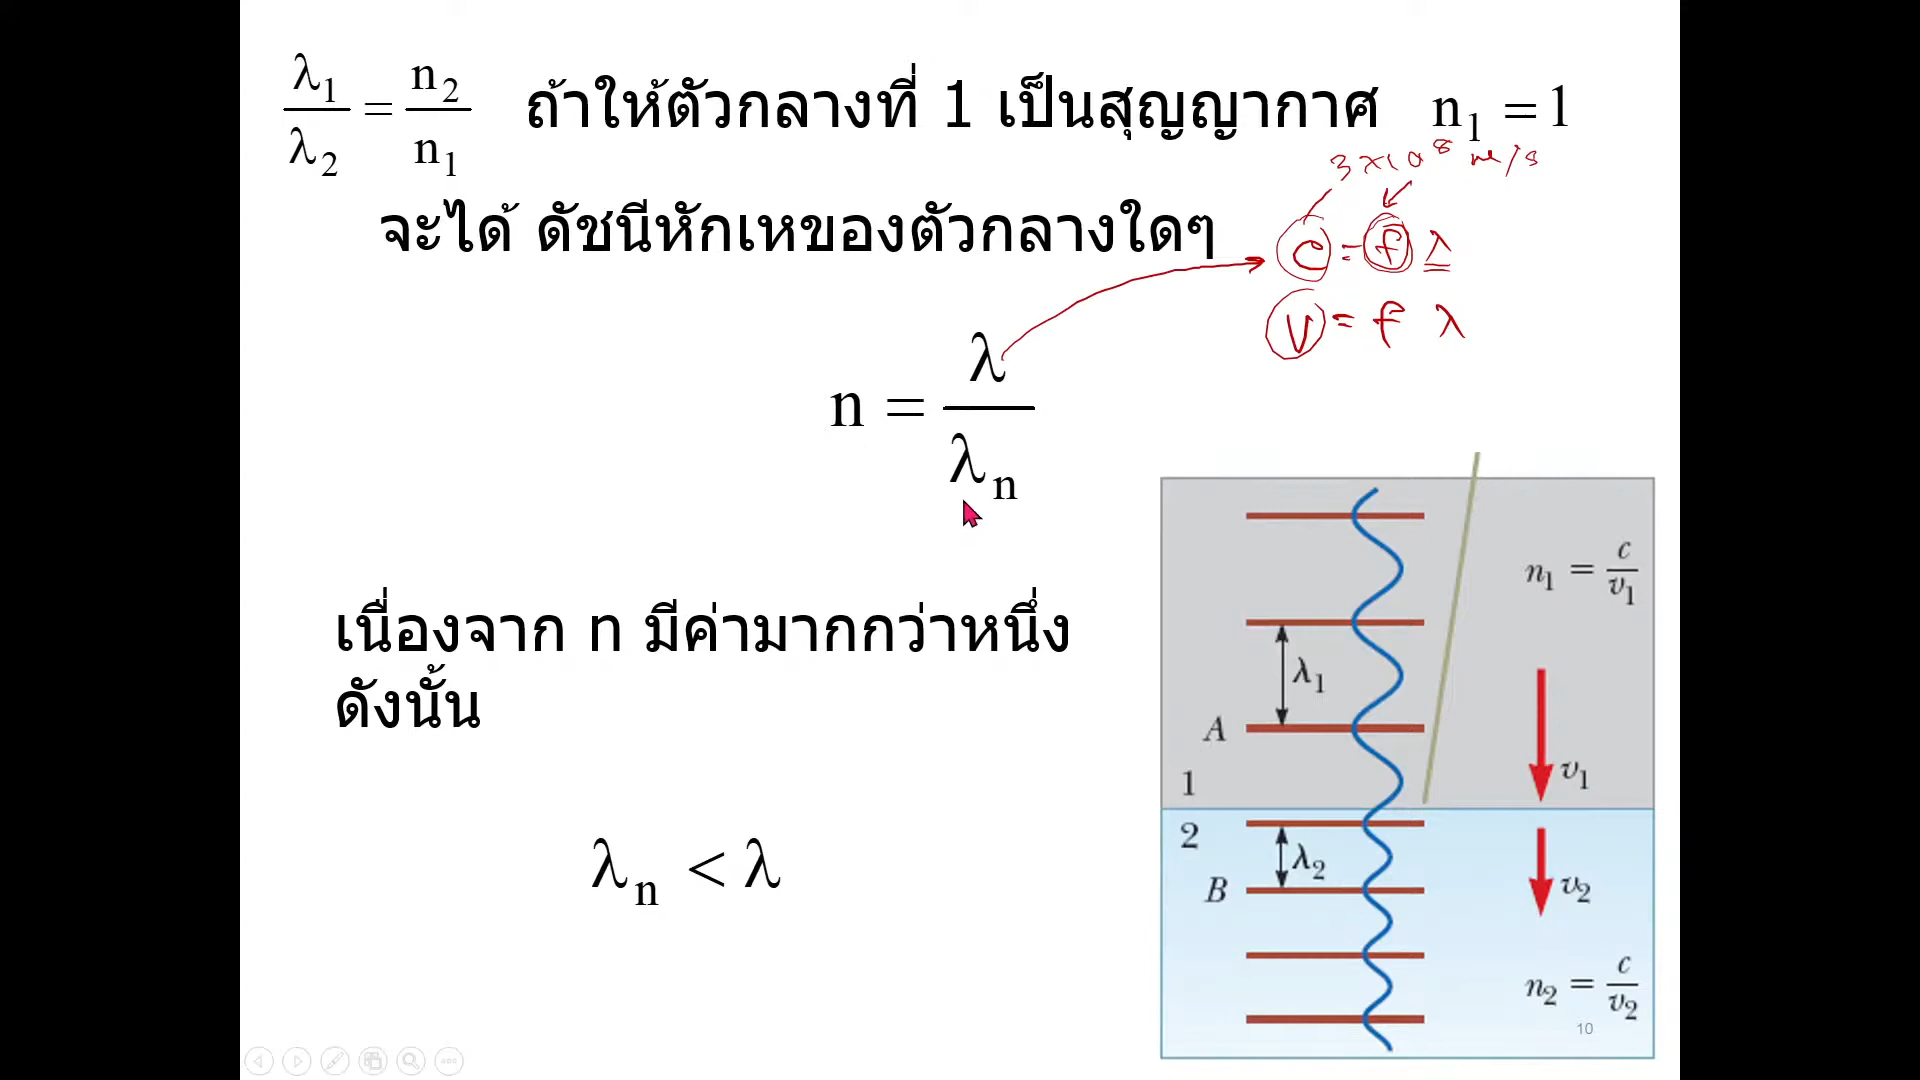 λ₁/λ₂ = n₂/n₁ ถ้าให้ตัวกลางที่ 1 เป็นสุญญากาศ n₁ = 1
3×10⁸ m/s
จะได้ ดัชนีหักเหของตัวกลางใดๆ
c = f λ
v = f λ
n = λ/λₙ
เนื่องจาก n มีค่ามากกว่าหนึ่ง
ดังนั้น
λₙ < λ
n₁ = c/v₁
λ₁
A
v₁
1
2
λ₂
B
v₂
n₂ = c/v₂
10